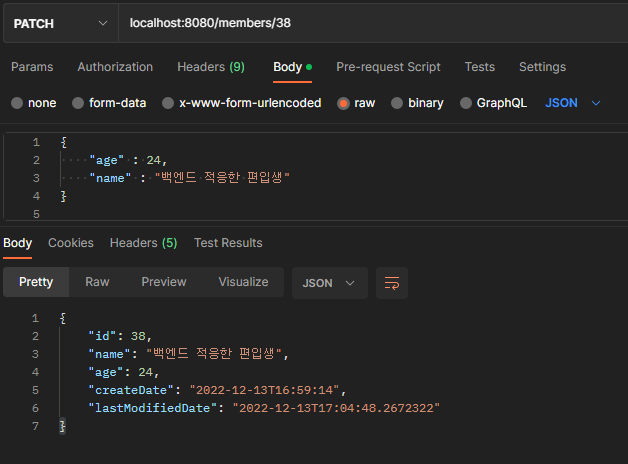 PATCH localhost:8080/members/38
Params Authorization Headers (9) Body Pre-request Script Tests Settings
none form-data x-www-form-urlencoded raw binary GraphQL JSON
1 {
2 "age" : 24,
3 "name" : "백엔드 적응한 편입생"
4 }
5
Body Cookies Headers (5) Test Results
Pretty Raw Preview Visualize JSON
1 {
2 "id": 38,
3 "name": "백엔드 적응한 편입생",
4 "age": 24,
5 "createDate": "2022-12-13T16:59:14",
6 "lastModifiedDate": "2022-12-13T17:04:48.2672322"
7 }